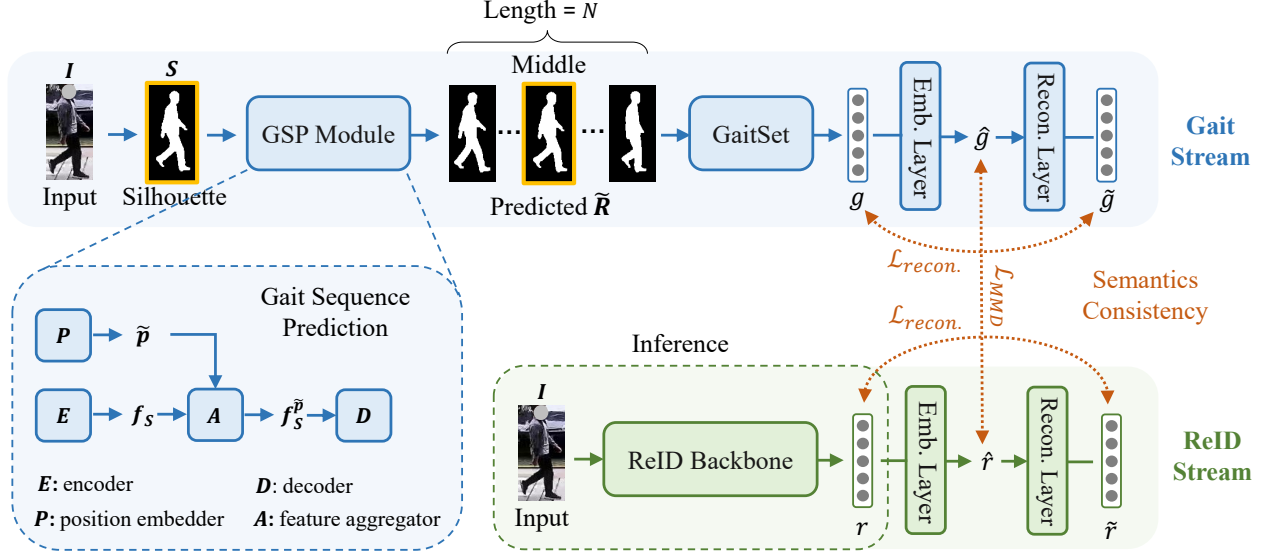 Length = N
I
S
Middle
GSP Module
...
...
GaitSet
Emb. Layer
ĝ
Recon. Layer
Gait
Stream
Input
Silhouette
Predicted R̃
g
g̃
ℒrecon.
ℒMMD
Semantics
Consistency
ℒrecon.
Gait Sequence
Prediction
P
p̃
E
f_S
A
f_S^p̃
D
E: encoder
D: decoder
P: position embedder
A: feature aggregator
Inference
I
ReID Backbone
Emb. Layer
r̂
Recon. Layer
ReID
Stream
Input
r
r̃